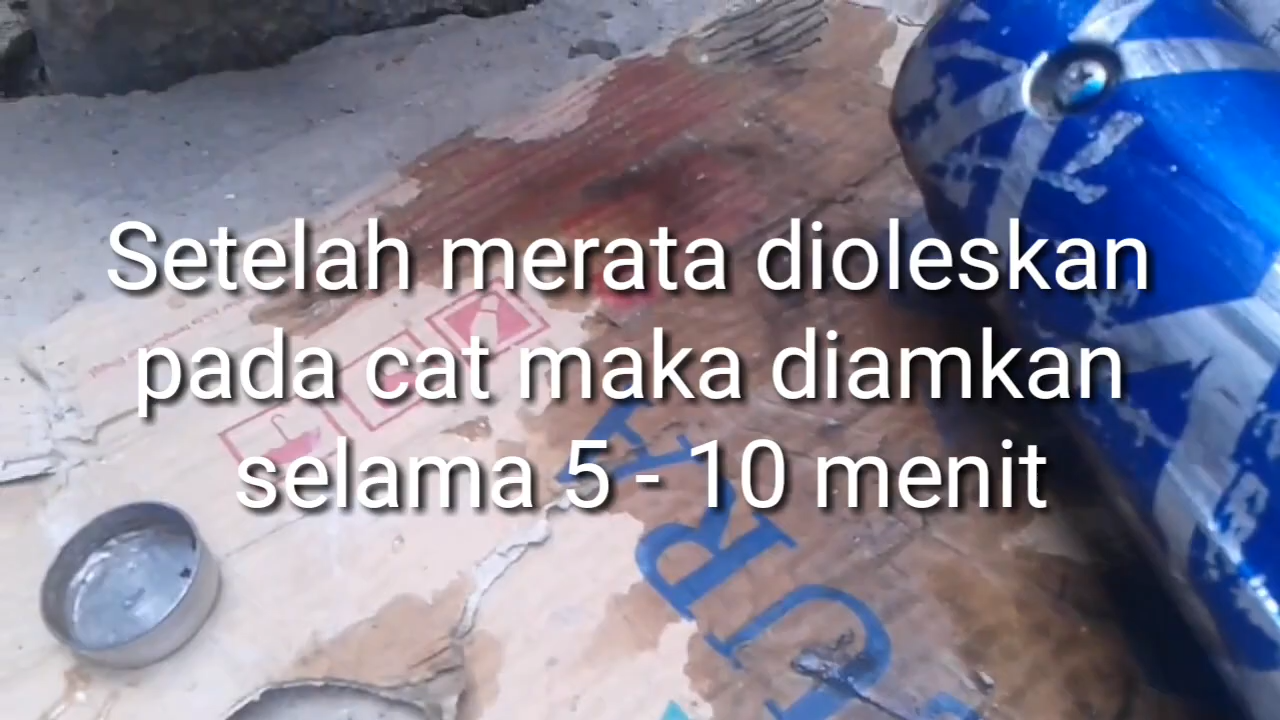 Setelah merata dioleskan
pada cat maka diamkan
selama 5 - 10 menit